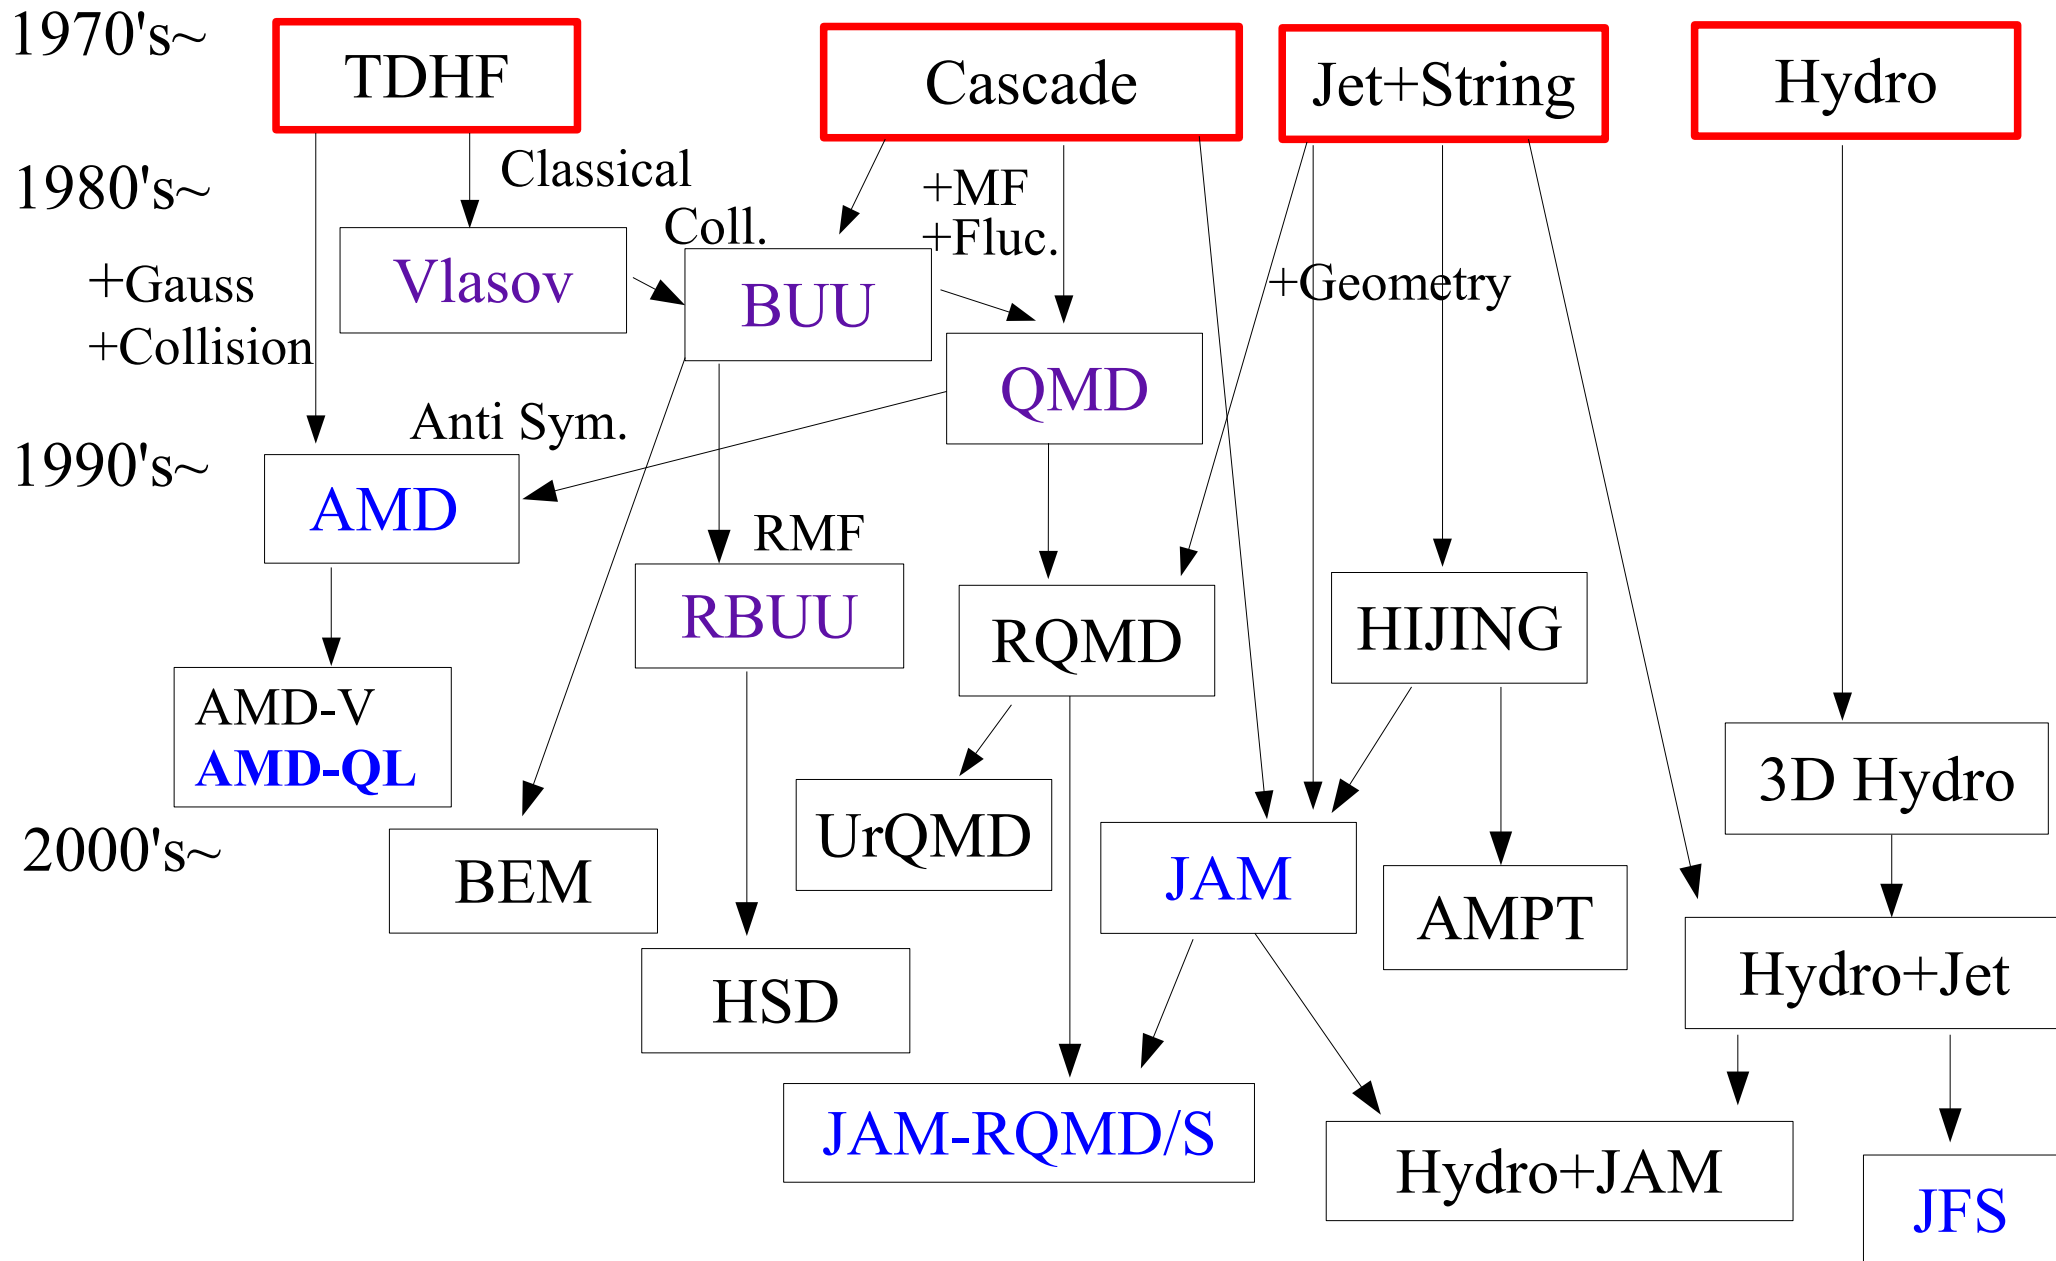 1970's~
TDHF
Cascade
Jet+String
Hydro
1980's~
Classical
Coll.
+MF
+Fluc.
+Gauss
+Collision
Vlasov
BUU
+Geometry
QMD
Anti Sym.
1990's~
AMD
RMF
RBUU
RQMD
HIJING
AMD-V
AMD-QL
3D Hydro
2000's~
BEM
UrQMD
JAM
AMPT
HSD
Hydro+Jet
JAM-RQMD/S
Hydro+JAM
JFS